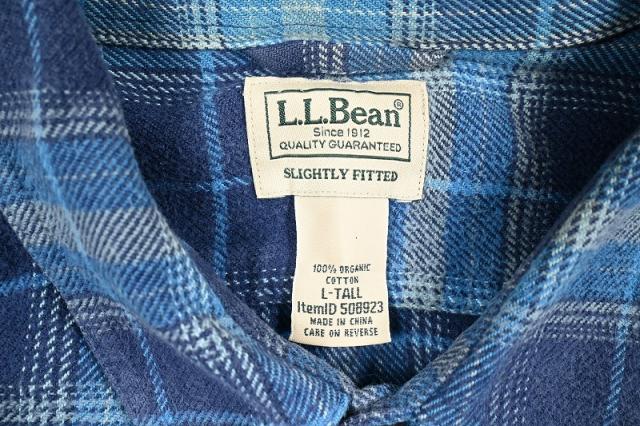 L.L.Bean®
Since 1912
QUALITY GUARANTEED
SLIGHTLY FITTED
100% ORGANIC
COTTON
L-TALL
ItemID 508923
MADE IN CHINA
CARE ON REVERSE